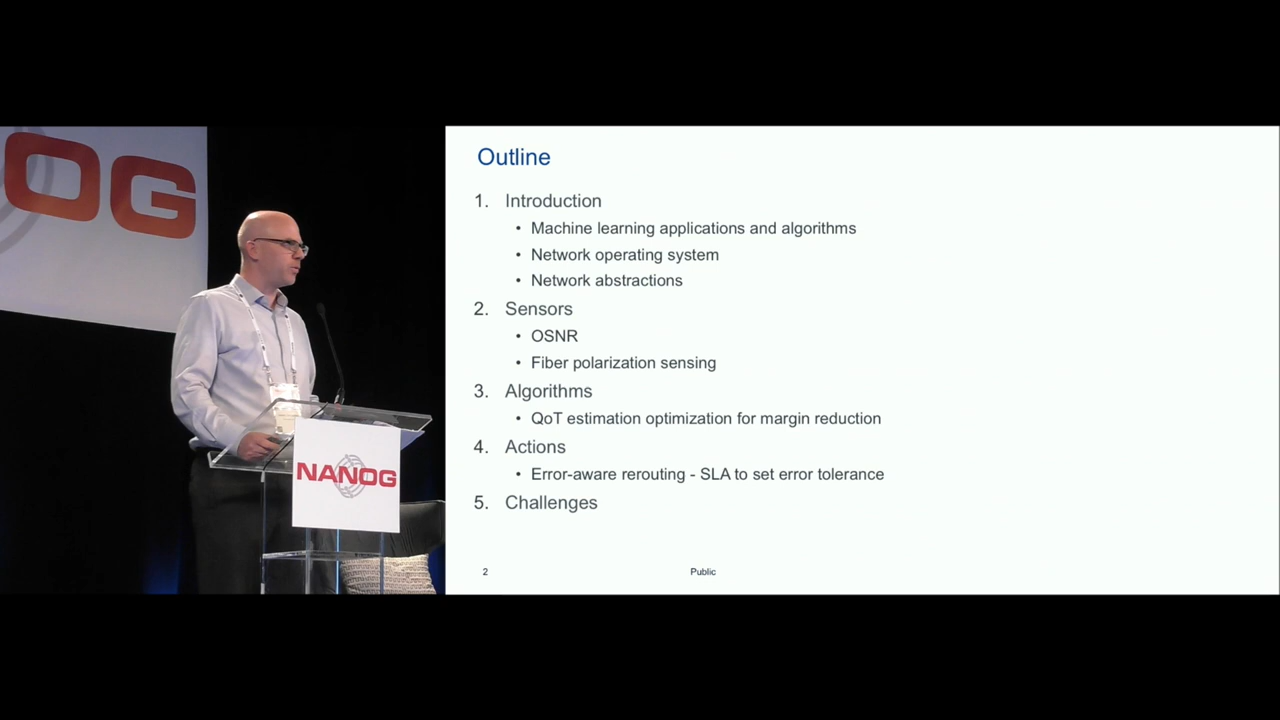 OG
NANOG
Outline
1. Introduction
• Machine learning applications and algorithms
• Network operating system
• Network abstractions
2. Sensors
• OSNR
• Fiber polarization sensing
3. Algorithms
• QoT estimation optimization for margin reduction
4. Actions
• Error-aware rerouting - SLA to set error tolerance
5. Challenges
2
Public